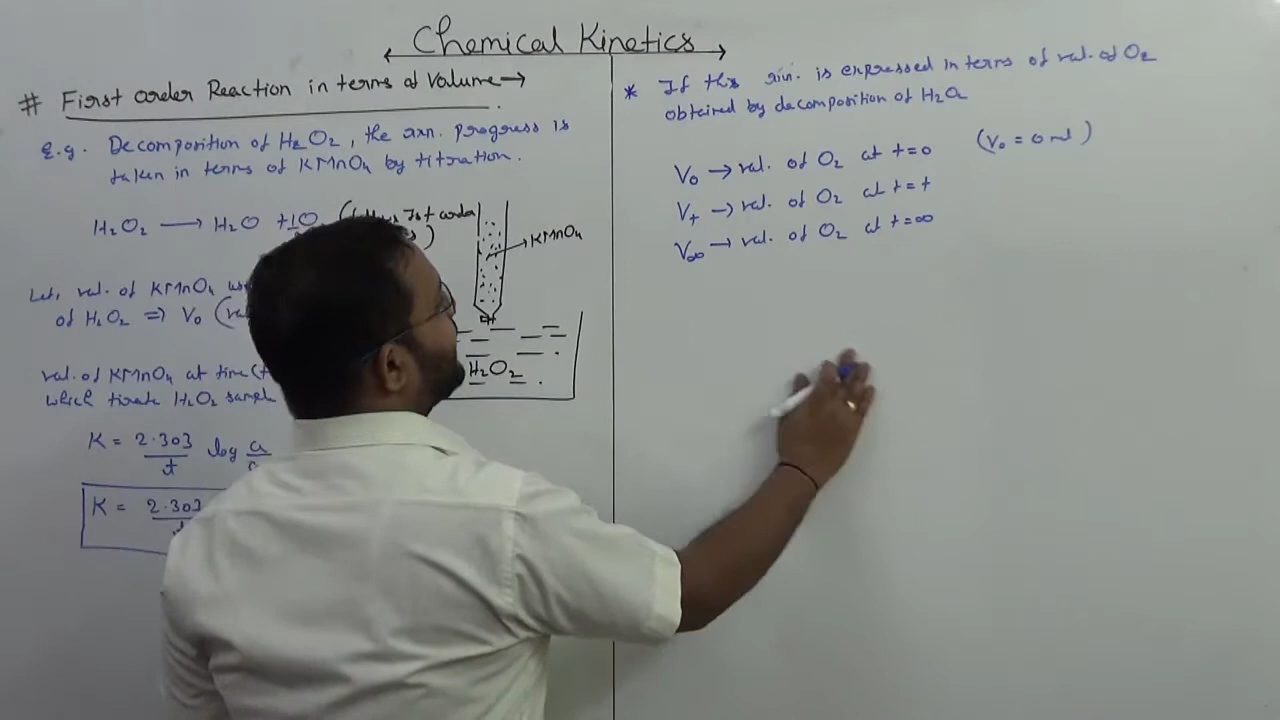 Chemical Kinetics
# First order Reaction in terms of volume →
E.g. Decomposition of H₂O₂, the rxn. progress is
taken in terms of KMnO₄ by titration.
H₂O₂ → H₂O + order
KMnO₄
Let, vol. of KMnO₄
of H₂O₂ ⇒ V₀
H₂O₂
vol. of KMnO₄ at time
which titrate H₂O₂ sample
K = 2.303/t log a
K = 2.303
* If this rxn. is expressed in terms of vol. of O₂
obtained by decomposition of H₂O₂
V₀ → vol. of O₂ at t=0 (V₀ = 0 ml)
Vt → vol. of O₂ at t=t
V∞ → vol. of O₂ at t=∞